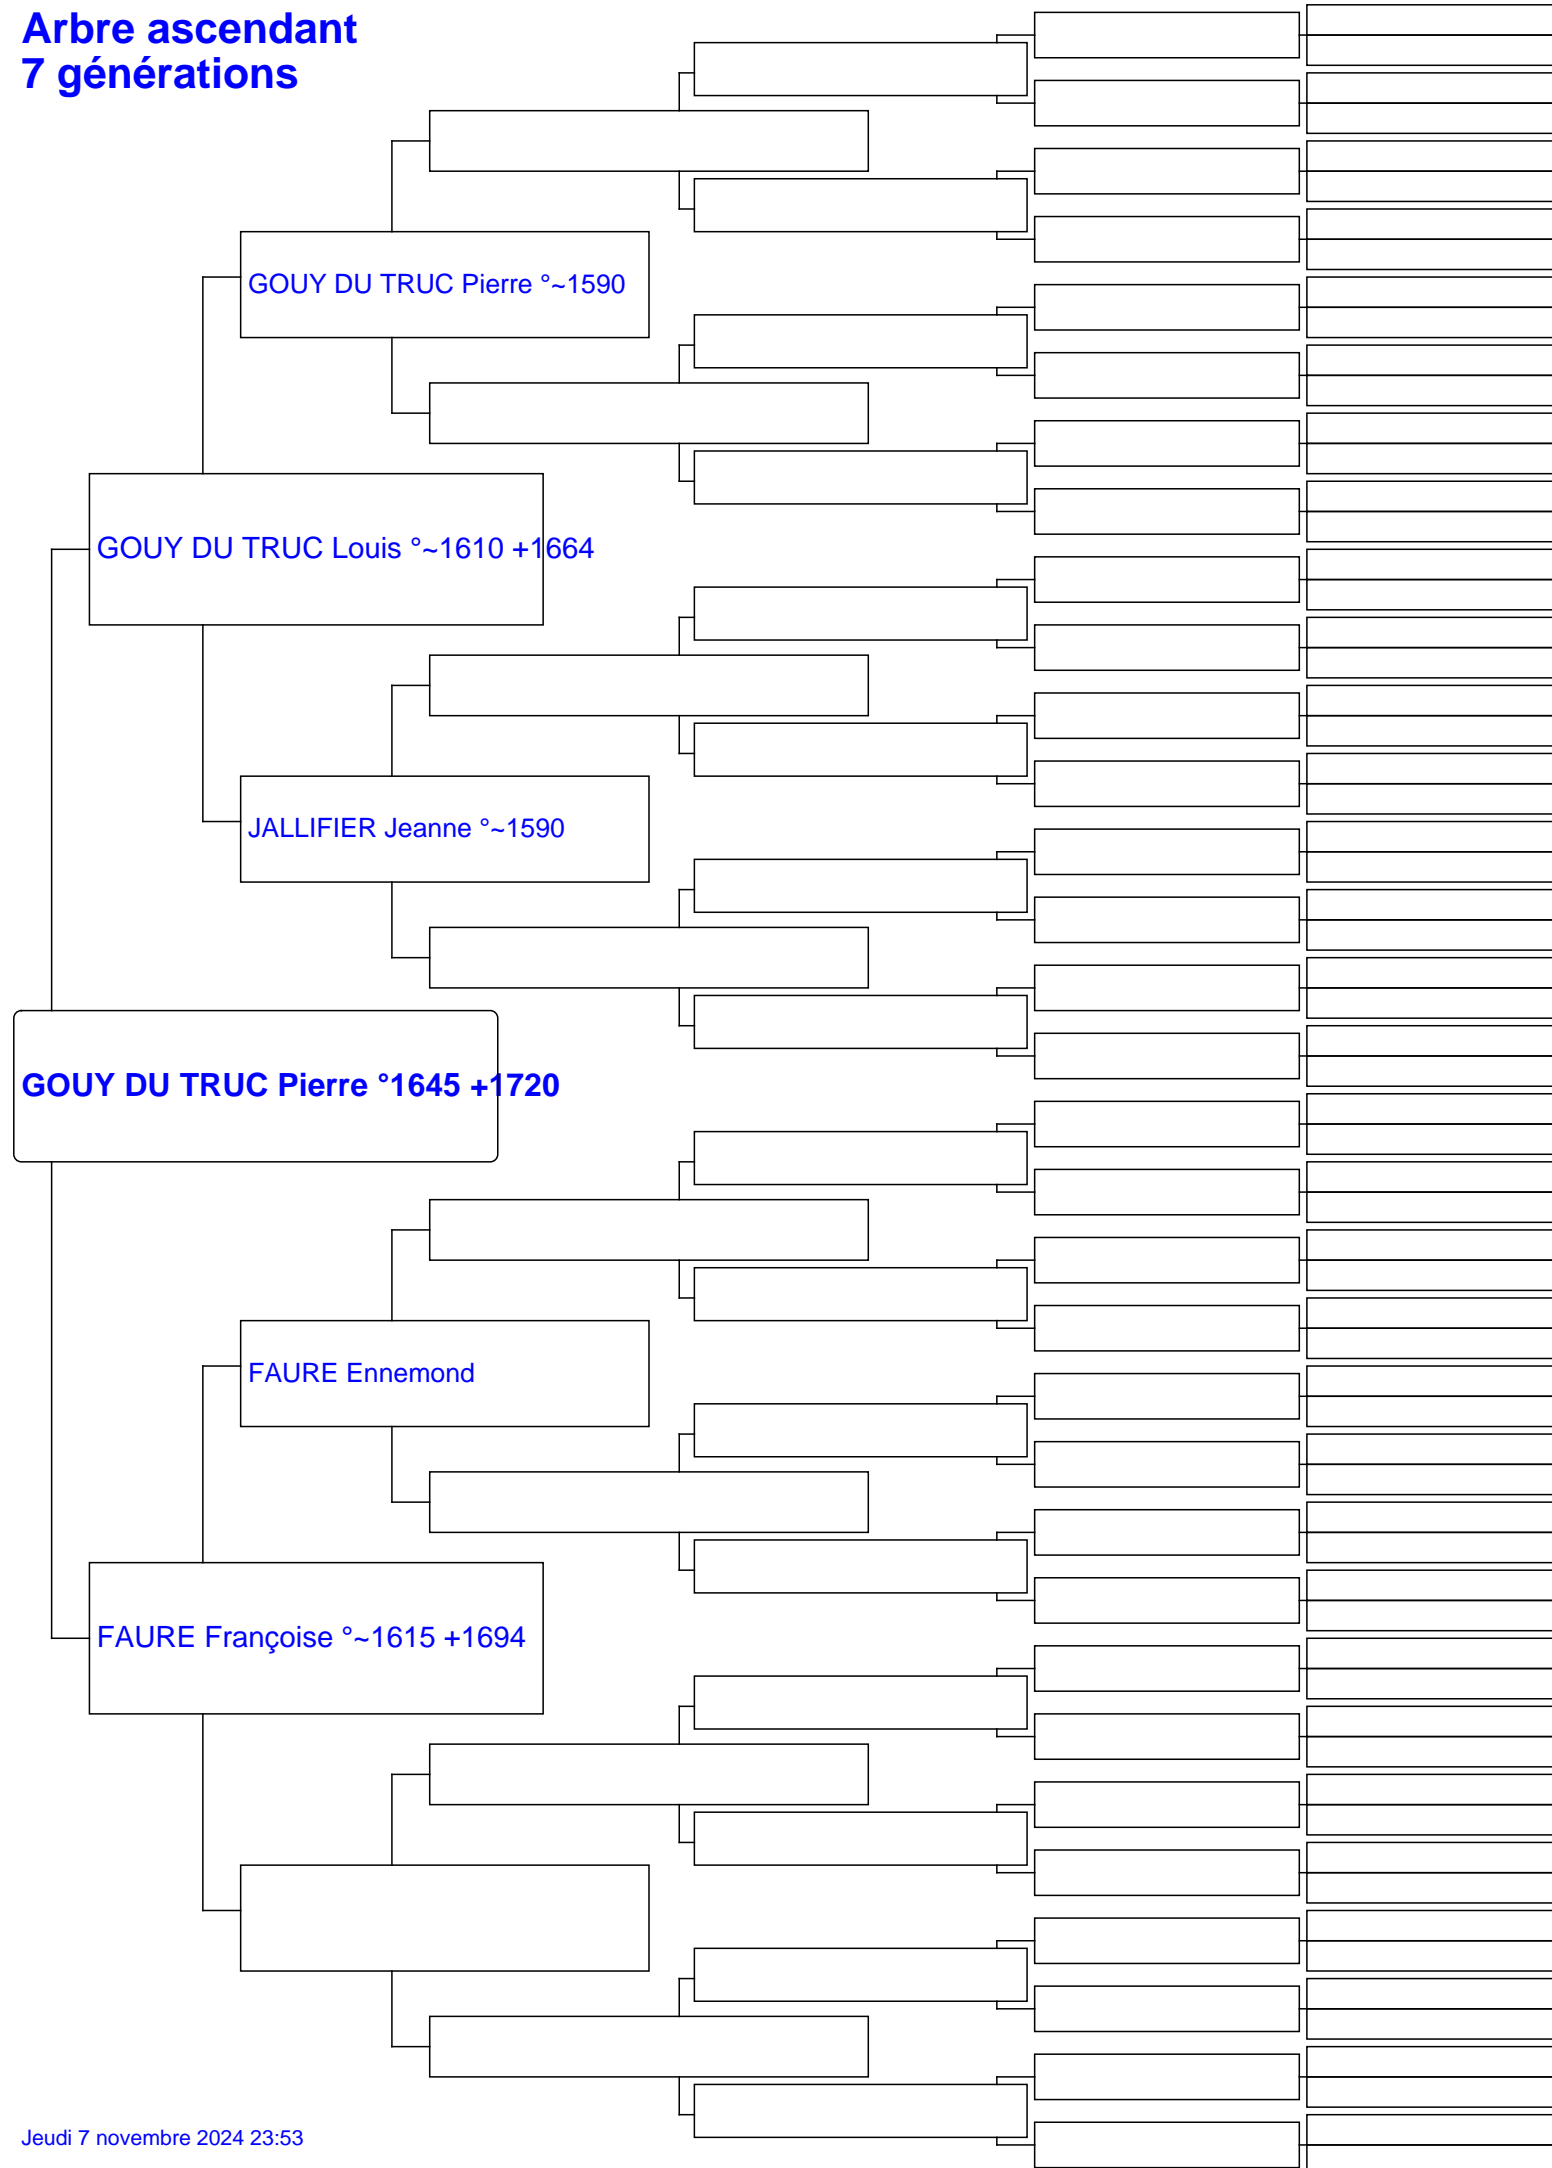 Arbre ascendant
7 générations
GOUY DU TRUC Pierre °~1590
GOUY DU TRUC Louis °~1610 +1664
JALLIFIER Jeanne °~1590
GOUY DU TRUC Pierre °1645 +1720
FAURE Ennemond
FAURE Françoise °~1615 +1694
Jeudi 7 novembre 2024 23:53